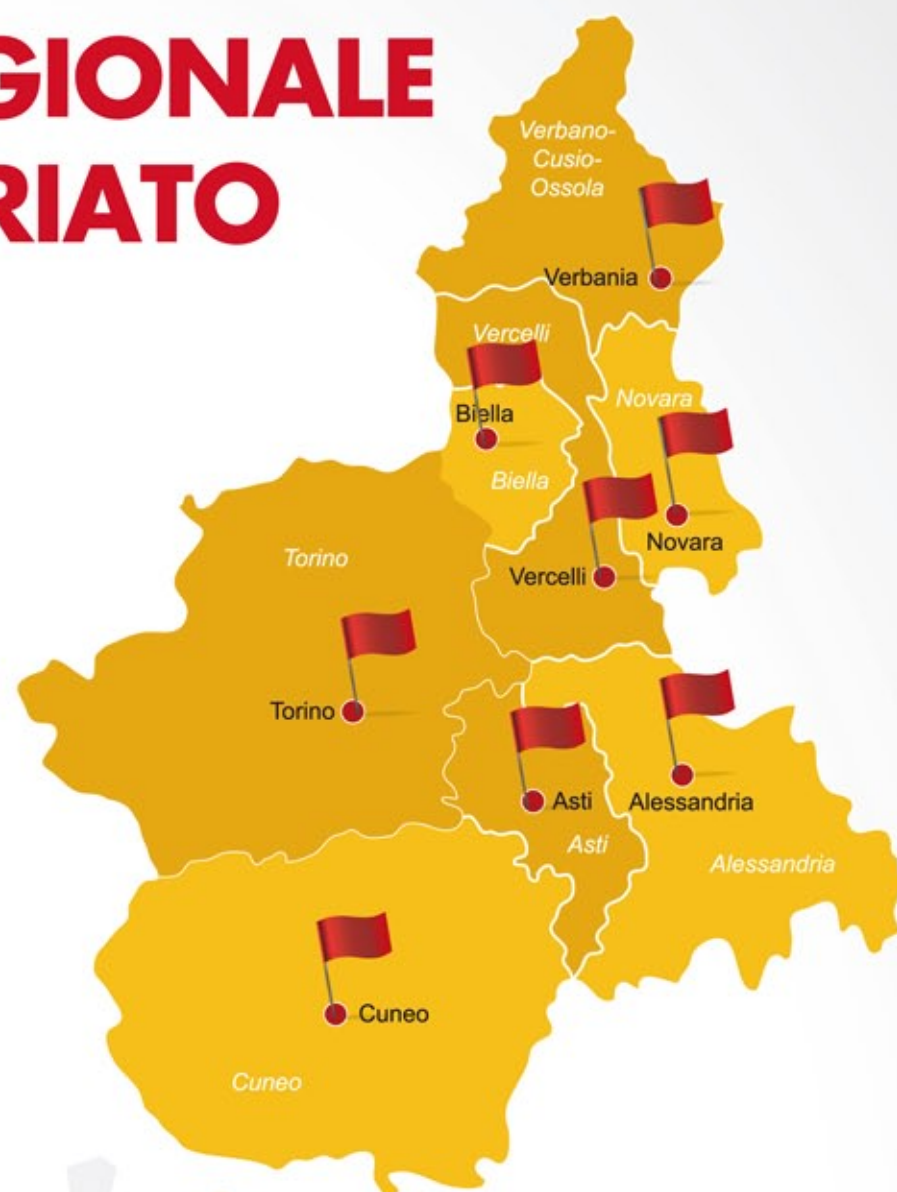 GIONALE
RIATO
Verbano-
Cusio-
Ossola
Verbania
Vercelli
Biella
Novara
Biella
Novara
Torino
Vercelli
Torino
Asti
Alessandria
Asti
Alessandria
Cuneo
Cuneo